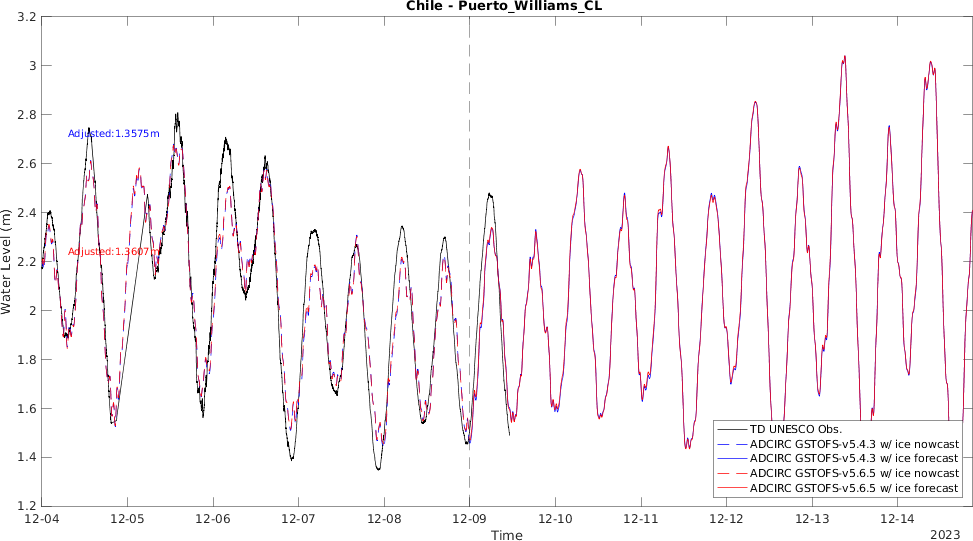 Chile - Puerto_Williams_CL
3.2
3
2.8
2.6
2.4
2.2
2
1.8
1.6
1.4
1.2
Water Level (m)
Adjusted:1.3575m
Adjusted:1.3607m
TD UNESCO Obs.
ADCIRC GSTOFS-v5.4.3 w/ ice nowcast
ADCIRC GSTOFS-v5.4.3 w/ ice forecast
ADCIRC GSTOFS-v5.6.5 w/ ice nowcast
ADCIRC GSTOFS-v5.6.5 w/ ice forecast
12-04 12-05 12-06 12-07 12-08 12-09 12-10 12-11 12-12 12-13 12-14
Time
2023